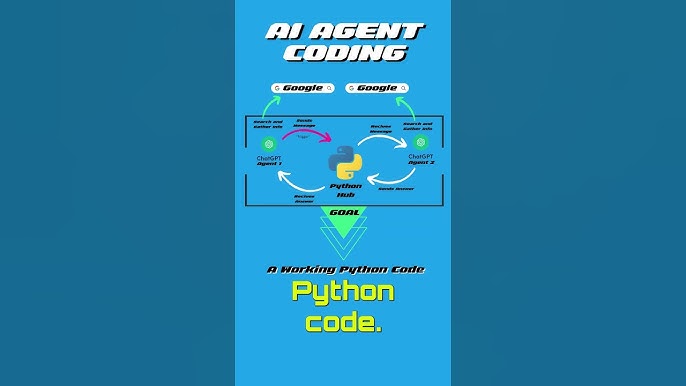 AI AGENT
CODING
Google
Google
Search and
Gather Info
Sends
Message
Recieves
Message
Search and
Gather Info
ChatGPT
Agent 1
ChatGPT
Agent 2
Python
Hub
Recieve
Answer
Sends Answer
GOAL
A Working Python Code
Python
code.